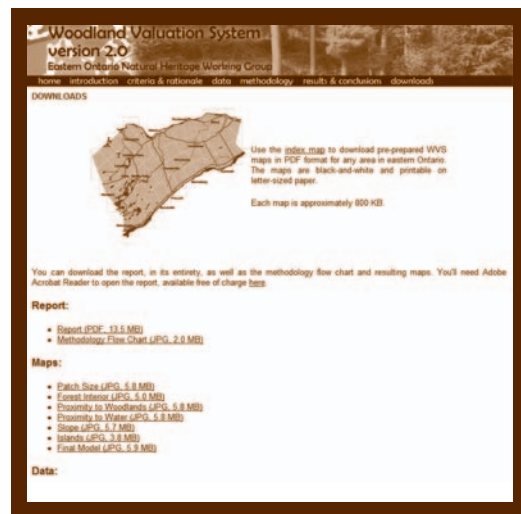 Woodland Valuation System
version 2.0
Eastern Ontario Natural Heritage Working Group
home introduction criteria & rationale data methodology results & conclusions downloads
DOWNLOADS
Use the index map to download pre-prepared WVS
maps in PDF format for any area in eastern Ontario.
The maps are black-and-white and printable on
letter-sized paper.
Each map is approximately 800 KB.
You can download the report, in its entirety, as well as the methodology flow chart and resulting maps. You'll need Adobe
Acrobat Reader to open the report, available free of charge here.
Report:
Report (PDF, 13.5 MB)
Methodology Flow Chart (JPG, 2.0 MB)
Maps:
Patch Size (JPG, 5.8 MB)
Forest Interior (JPG, 5.0 MB)
Proximity to Woodlands (JPG, 5.8 MB)
Proximity to Water (JPG, 5.8 MB)
Slope (JPG, 5.7 MB)
Islands (JPG, 3.8 MB)
Final Model (JPG, 5.9 MB)
Data: